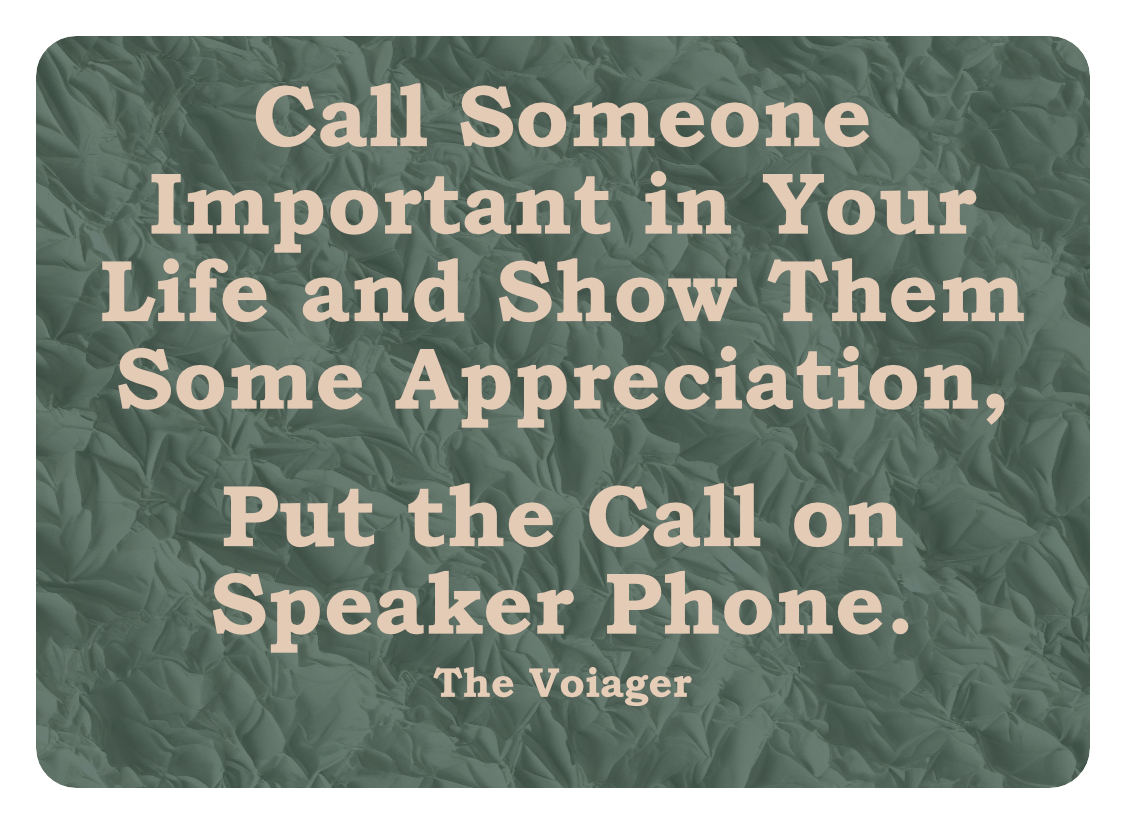 Call Someone
Important in Your
Life and Show Them
Some Appreciation,
Put the Call on
Speaker Phone.
The Voiager